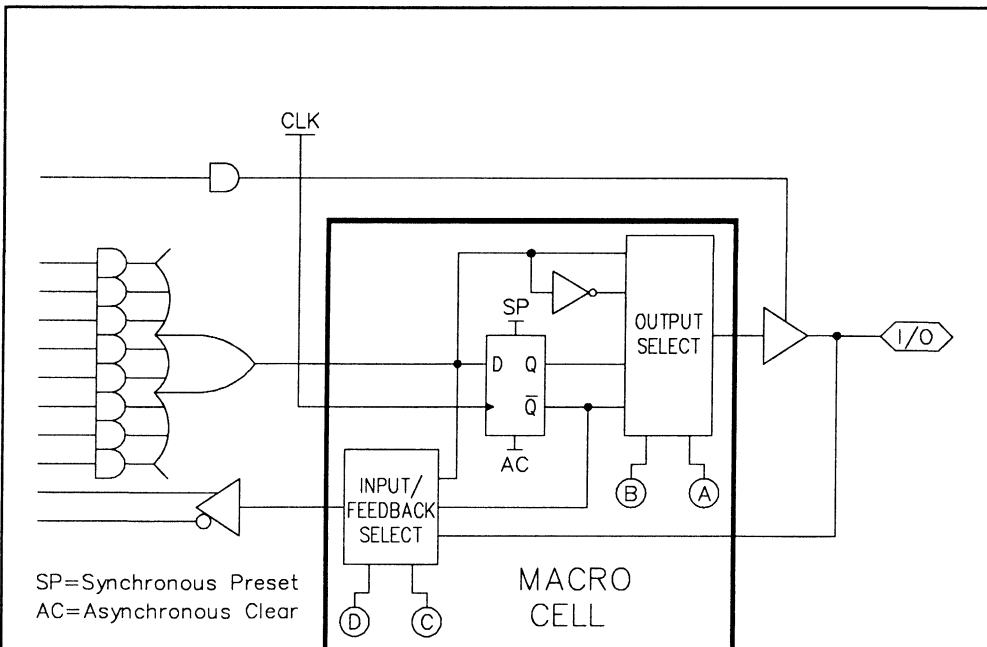 CLK
SP
OUTPUT
SELECT
I/O
D Q
Q̅
AC
B A
INPUT/
FEEDBACK
SELECT
SP=Synchronous Preset
AC=Asynchronous Clear
MACRO
CELL
D C